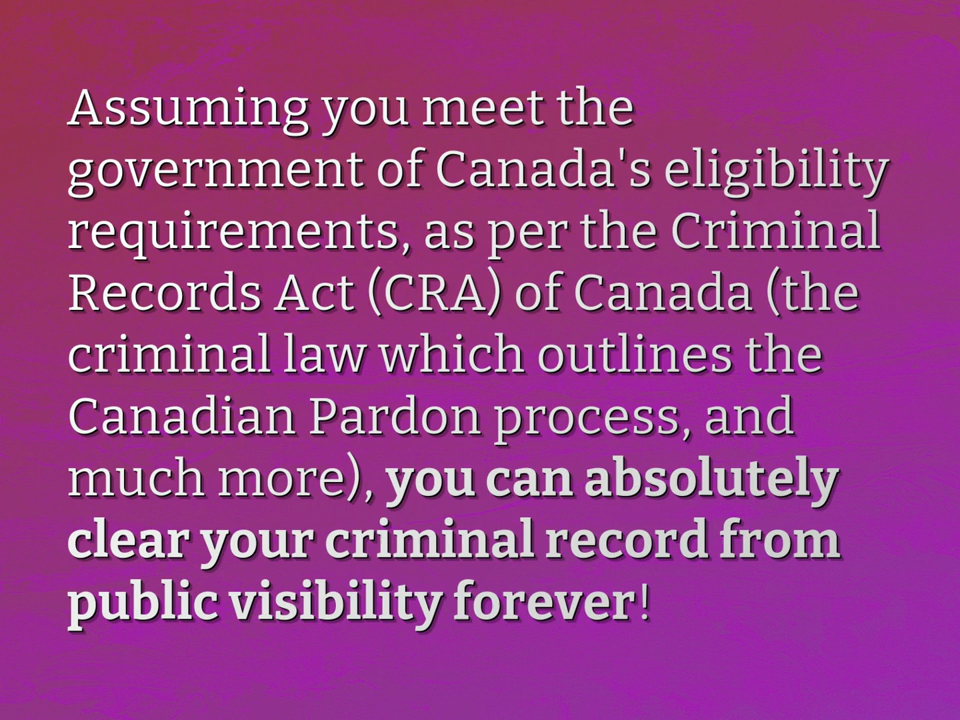 Assuming you meet the
government of Canada's eligibility
requirements, as per the Criminal
Records Act (CRA) of Canada (the
criminal law which outlines the
Canadian Pardon process, and
much more), you can absolutely
clear your criminal record from
public visibility forever!